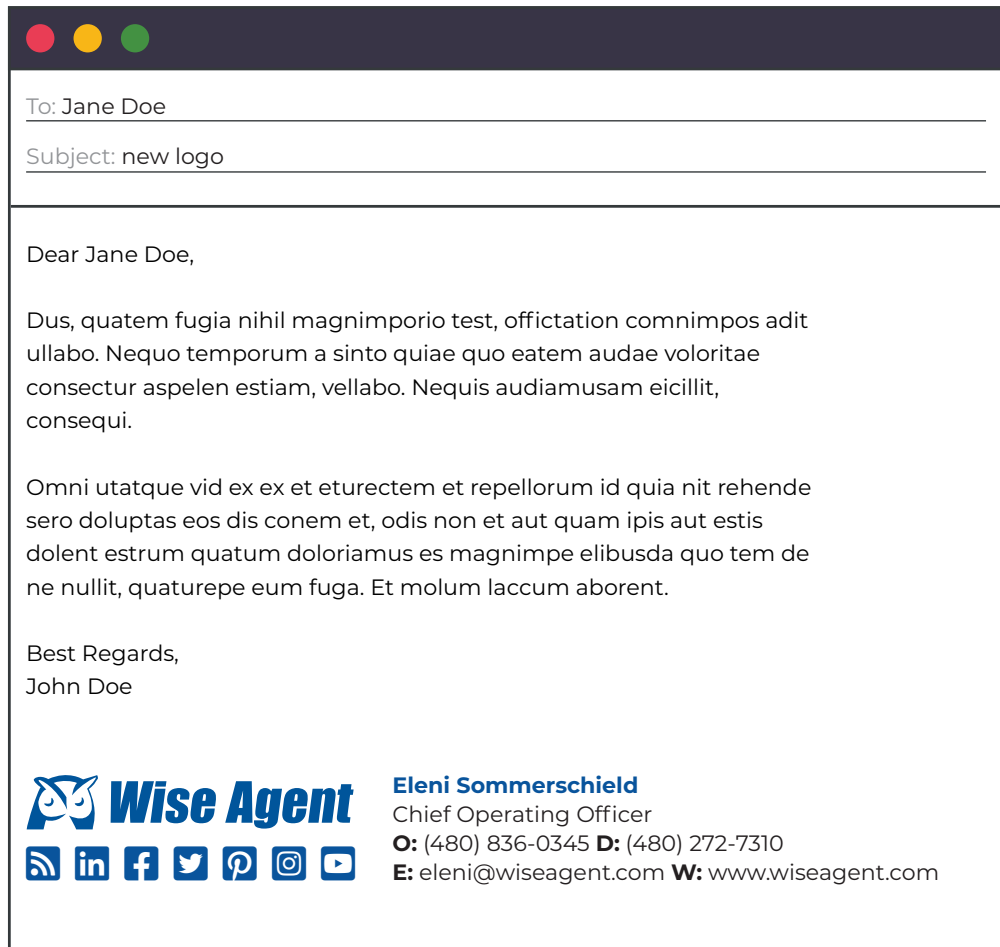 To: Jane Doe
Subject: new logo
Dear Jane Doe,
Dus, quatem fugia nihil magnimporio test, offictation comnimpos adit
ullabo. Nequo temporum a sinto quiae quo eatem audae voloritae
consectur aspelen estiam, vellabo. Nequis audiamusam eicillit,
consequi.
Omni utatque vid ex ex et eturectem et repellorum id quia nit rehende
sero doluptas eos dis conem et, odis non et aut quam ipis aut estis
dolent estrum quatum doloriamus es magnimpe elibusda quo tem de
ne nullit, quaturepe eum fuga. Et molum laccum aborent.
Best Regards,
John Doe
Wise Agent
Eleni Sommerschield
Chief Operating Officer
O: (480) 836-0345 D: (480) 272-7310
E: eleni@wiseagent.com W: www.wiseagent.com